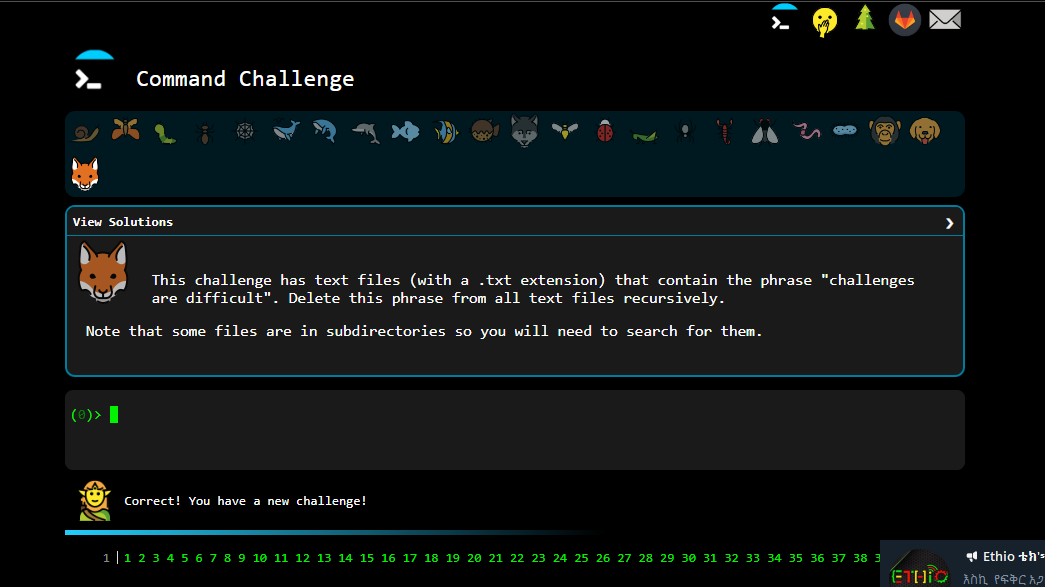 Command Challenge
View Solutions
This challenge has text files (with a .txt extension) that contain the phrase "challenges
are difficult". Delete this phrase from all text files recursively.
Note that some files are in subdirectories so you will need to search for them.
(0)>
Correct! You have a new challenge!
1 1 2 3 4 5 6 7 8 9 10 11 12 13 14 15 16 17 18 19 20 21 22 23 24 25 26 27 28 29 30 31 32 33 34 35 36 37 38
ETHIO
Ethio ቴክ's
እስኪ የፍቅር